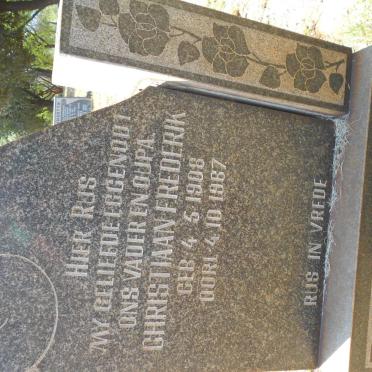 HIER RUS
MY GELIEFDE EGGENOOT
ONS VADER EN OUPA
CHRISTIAAN FREDERIK
GEB 4.5.1908
OORL 4.10.1987
RUS IN VREDE